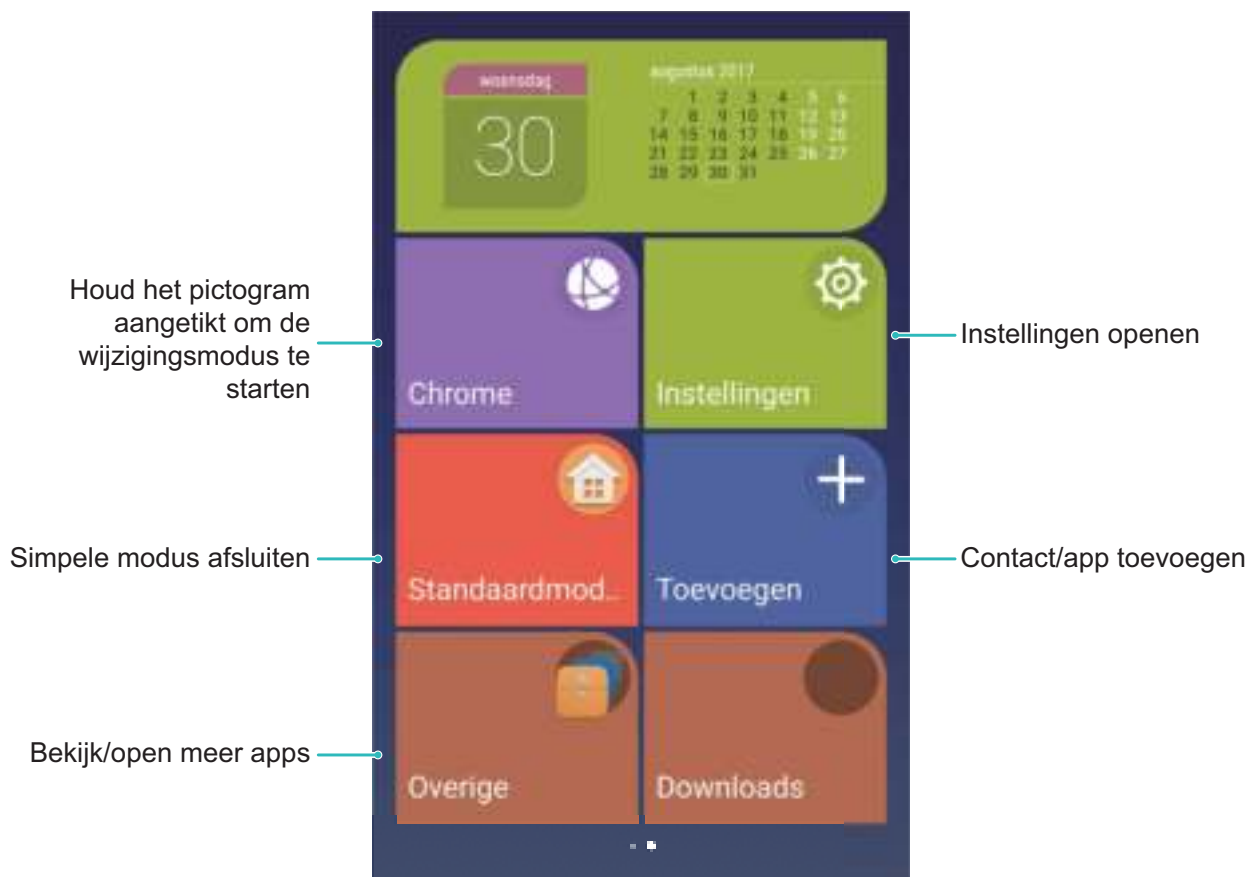 woensdag
30
augustus 2017
1 2 3 4 5 6
7 8 9 10 11 12 13
14 15 16 17 18 19 20
21 22 23 24 25 26 27
28 29 30 31
Houd het pictogram
aangetikt om de
wijzigingsmodus te
starten
Chrome
Instellingen
Instellingen openen
Simpele modus afsluiten
Standaardmod..
Toevoegen
Contact/app toevoegen
Bekijk/open meer apps
Overige
Downloads